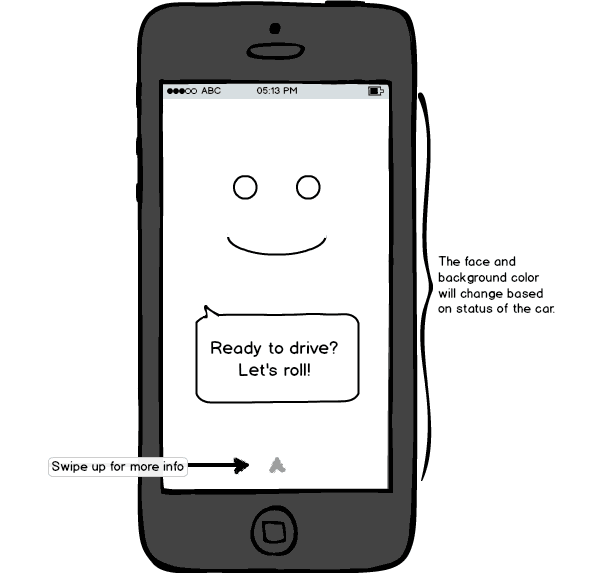 ABC 05:13 PM
The face and
background color
will change based
on status of the car.
Ready to drive?
Let's roll!
Swipe up for more info